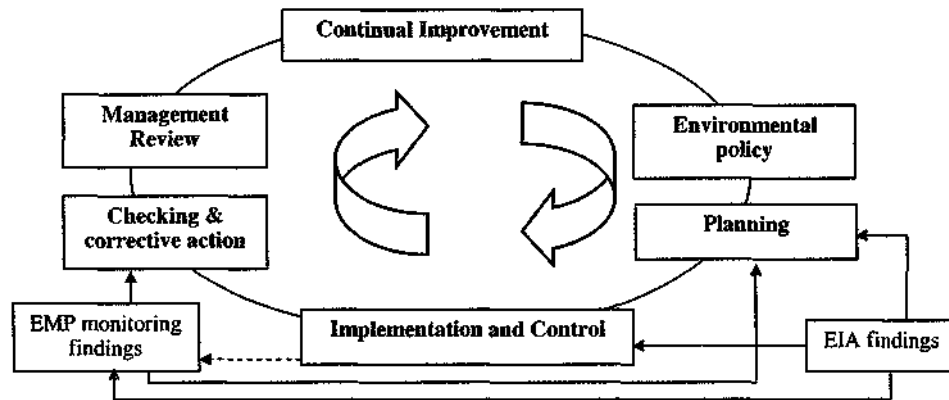 Continual Improvement
Management
Review
Environmental
policy
Checking &
corrective action
Planning
EMP monitoring
findings
Implementation and Control
EIA findings